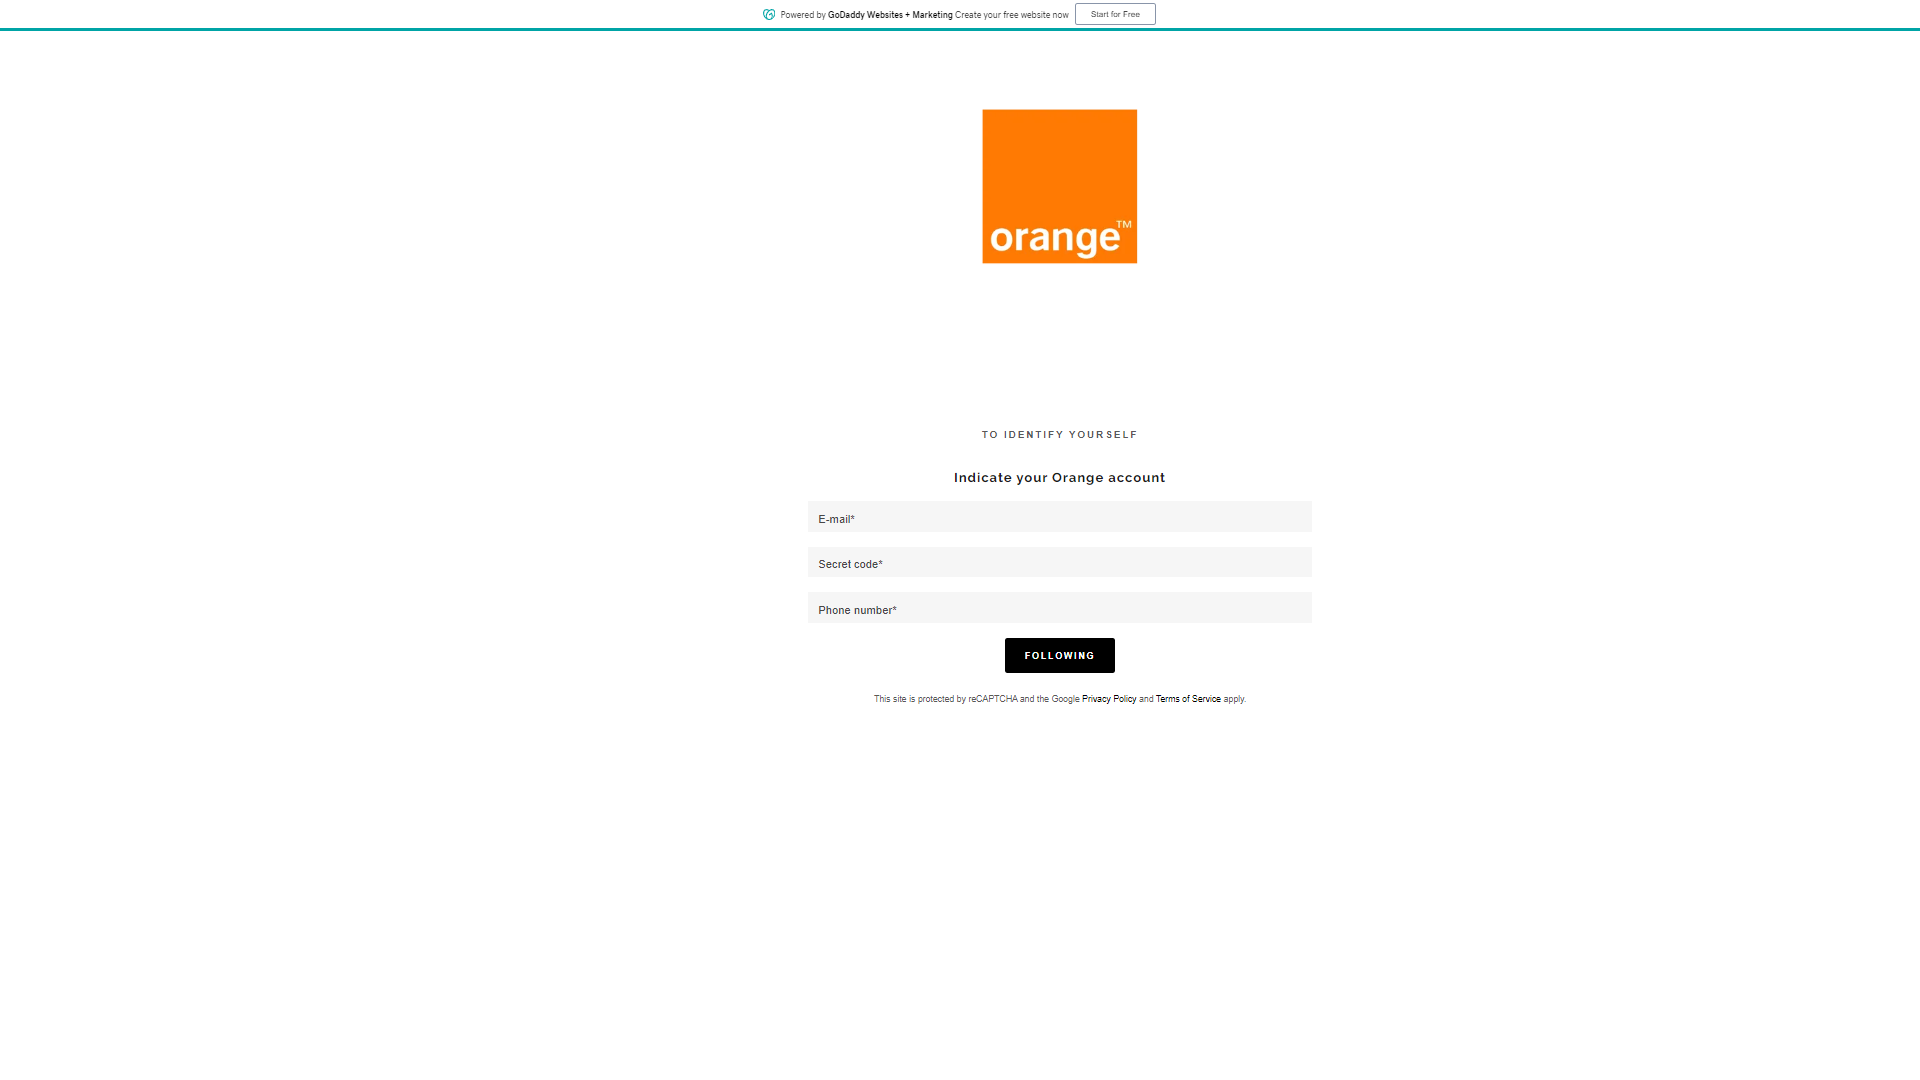 Powered by GoDaddy Websites + Marketing Create your free website now Start for Free
orange™
TO IDENTIFY YOURSELF
Indicate your Orange account
E-mail*
Secret code*
Phone number*
FOLLOWING
This site is protected by reCAPTCHA and the Google Privacy Policy and Terms of Service apply.